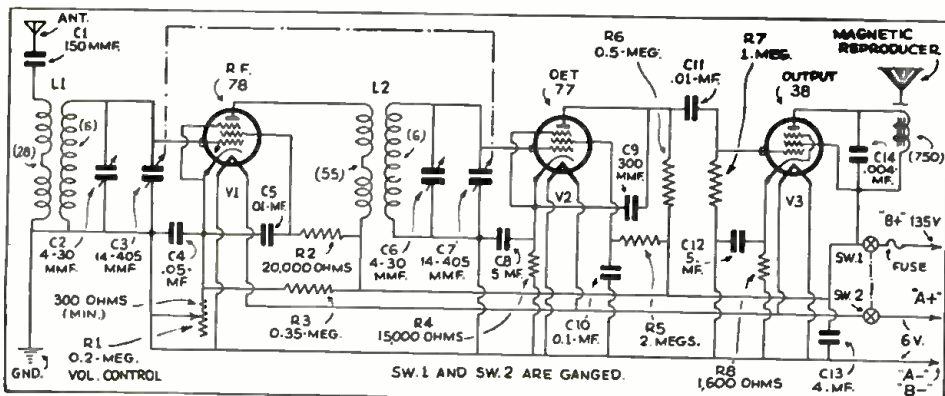 ANT.
C1
150 MMF.
L1
(28)
(6)
R.F.
78
L2
(55)
(6)
DET
77
R6
0.5-MEG.
C11
.01-MF.
R7
1. MEG.
OUTPUT
38
MAGNETIC
REPRODUCER
C2
4-30
MMF.
C3
14-405
MMF.
C4
.05-
MF.
V1
C5
.01-MF.
R2
20,000 OHMS
C6
4-30
MMF.
C7
14-405
MMF.
C8
5 MF.
V2
C9
300
MMF.
C12
5-
MF.
V3
C14
.004-
MF.
(750)
"B+" 135V.
SW.1
FUSE
"A+"
SW. 2
6 V.
"A-"
"B-"
300 OHMS
(MIN.)
R1
0.2-MEG.
VOL. CONTROL
R3
0.35-MEG.
R4
15,000 OHMS
C10
0.1-MF.
R5
2. MEGS.
R8
1,600 OHMS
C13
4.MF.
GND.
SW.1 AND SW.2 ARE GANGED.